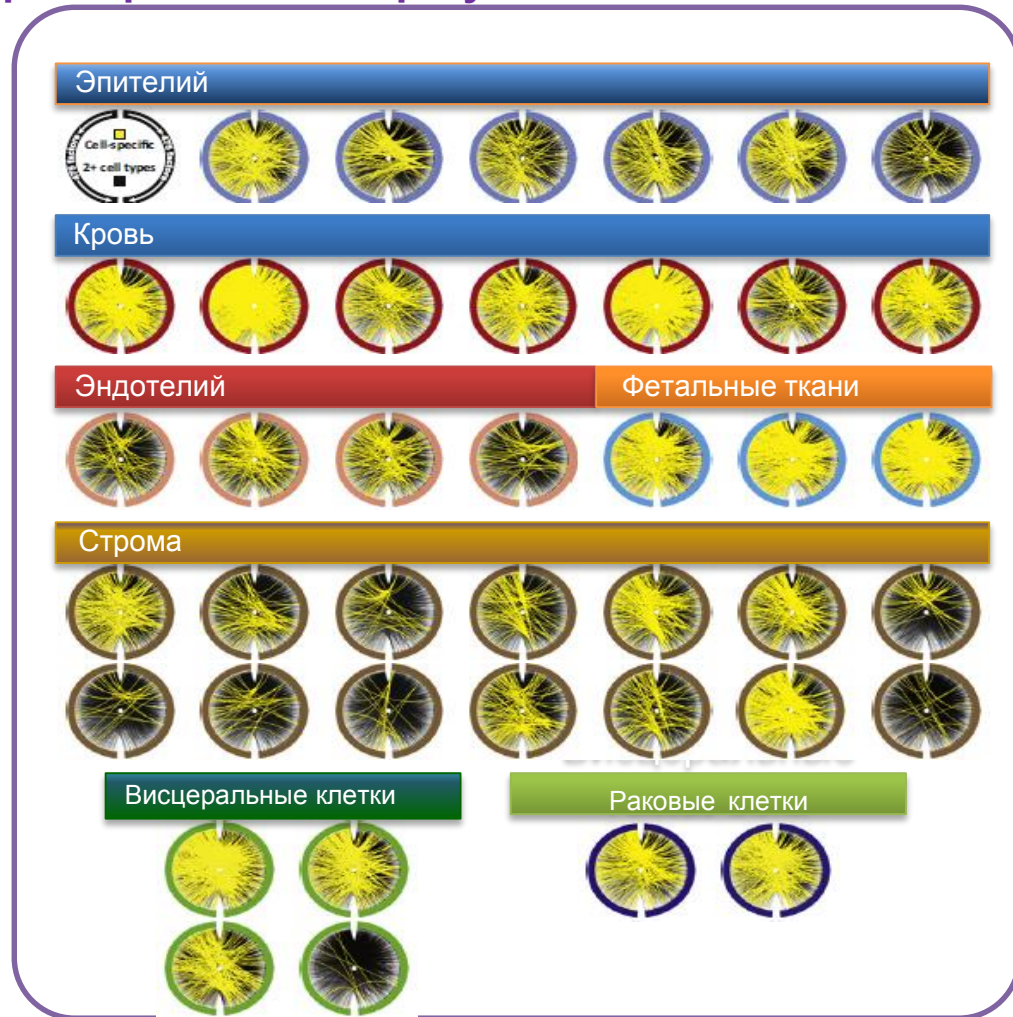 Эпителий
Cell-specific
2+ cell types
Кровь
Эндотелий
Фетальные ткани
Строма
Висцеральные клетки
Раковые клетки